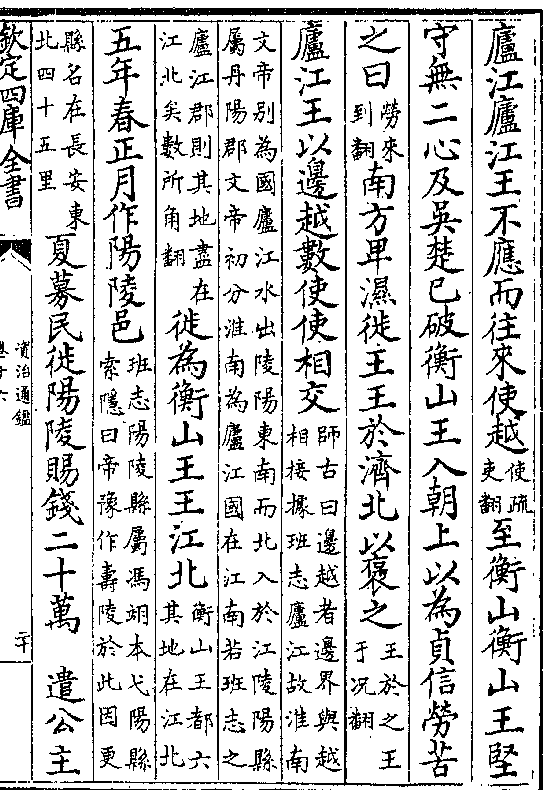 廬江廬江王不應而往來使越
使疏
吏翻
至衡山衡山王堅
守無二心及吳楚已破衡山王入朝上以為貞信勞苦
之曰
勞來
到翻
南方卑濕徙王王於濟北以褒之
王於之王
于况翻
廬江王以邊越數使使相交
師古曰邊越者邊界與越
相接據班志廬江故淮南
文帝别為國廬江水出陵陽東南而北入於江陵陽縣
屬丹陽郡文帝初分淮南為廬江國在江南若班志之
廬江郡則其地盡在
江北矣數所角翻
徙為衡山王王江北
衡山王都六
其地在江北
五年春正月作陽陵邑
班志陽陵縣屬馮翊本弋陽縣
索隱曰帝豫作壽陵於此因更
縣名在長安東
北四十五里
夏募民徙陽陵賜錢二十萬　遣公主
欽定四庫全書
資治通鑑
卷十六
二十